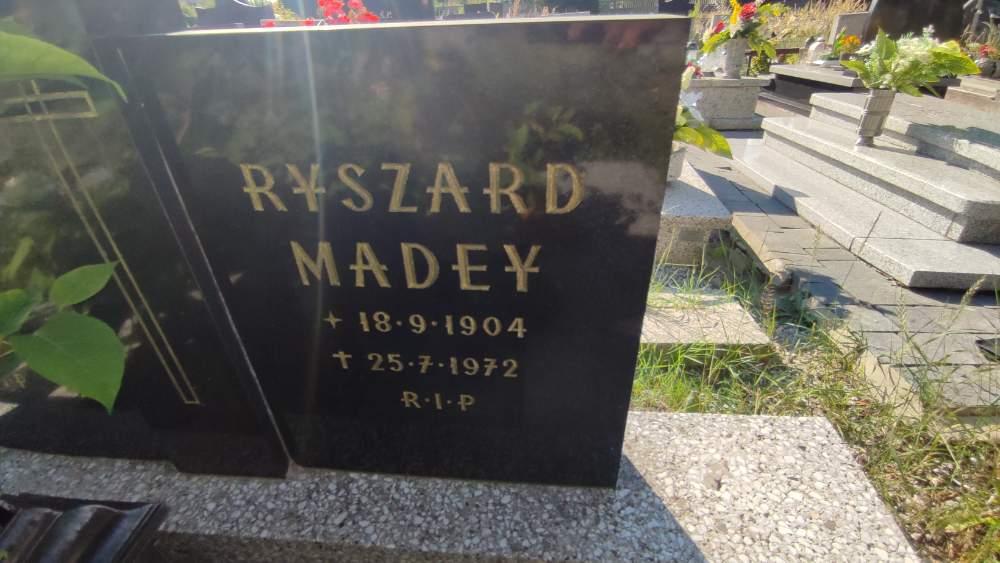 RYSZARD
MADEY
+ 18·9·1904
✝ 25·7·1972
R·I·P